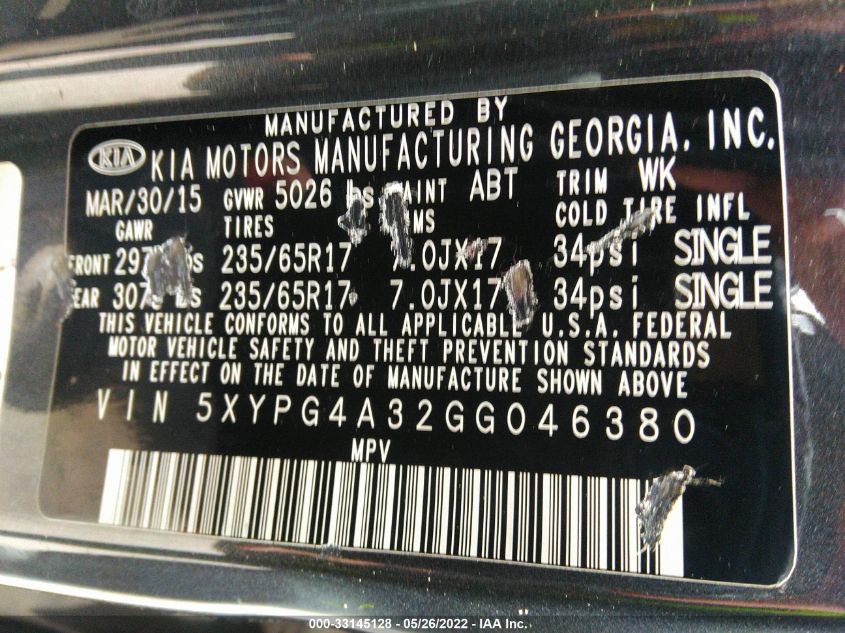 MANUFACTURED BY
KIA KIA MOTORS MANUFACTURING GEORGIA, INC.
MAR/30/15 GVWR 5026 lbs PAINT ABT TRIM WK
GAWR TIRES COLD TIRE INFL
FRONT 235/65R17 7.0JX17 34psi SINGLE
REAR 235/65R17 7.0JX17 34psi SINGLE
THIS VEHICLE CONFORMS TO ALL APPLICABLE U.S.A. FEDERAL
MOTOR VEHICLE SAFETY AND THEFT PREVENTION STANDARDS
IN EFFECT ON THE DATE OF MANUFACTURE SHOWN ABOVE
VIN 5XYPG4A32GG046380
MPV
000-33145128 - 05/26/2022 - IAA Inc.